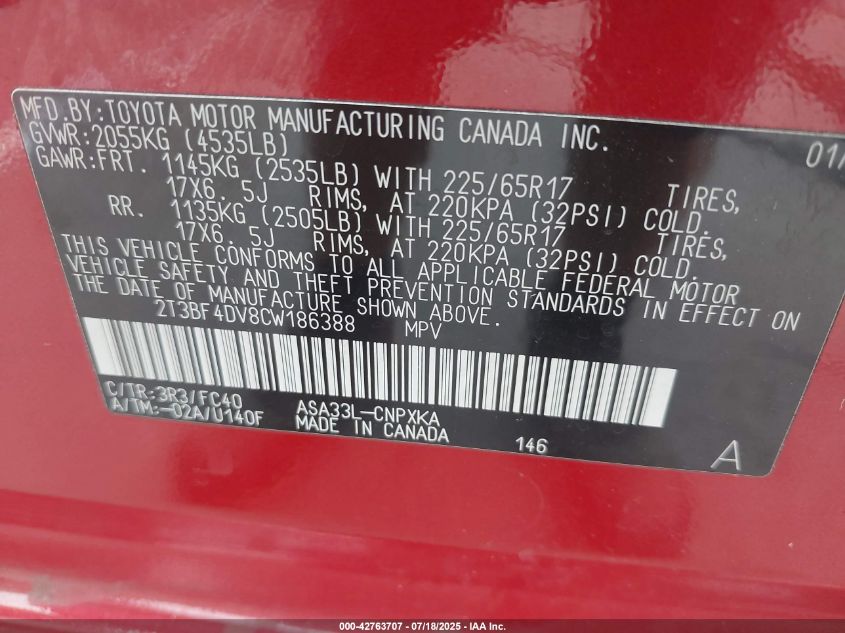 MFD.BY:TOYOTA MOTOR MANUFACTURING CANADA INC.
01/
GVWR:2055KG (4535LB)
GAWR:FRT. 1145KG (2535LB) WITH 225/65R17 TIRES,
17X6. 5J RIMS, AT 220KPA (32PSI) COLD.
RR. 1135KG (2505LB) WITH 225/65R17 TIRES,
17X6. 5J RIMS, AT 220KPA (32PSI) COLD.
THIS VEHICLE CONFORMS TO ALL APPLICABLE FEDERAL MOTOR
VEHICLE SAFETY AND THEFT PREVENTION STANDARDS IN EFFECT ON
THE DATE OF MANUFACTURE SHOWN ABOVE.
2T3BF4DV8CW186388 MPV
C/TR:3R3/FC40 ASA33L-CNPXKA
A/TM:-02A/U140F MADE IN CANADA 146 A
000-42763707 - 07/18/2025 - IAA Inc.